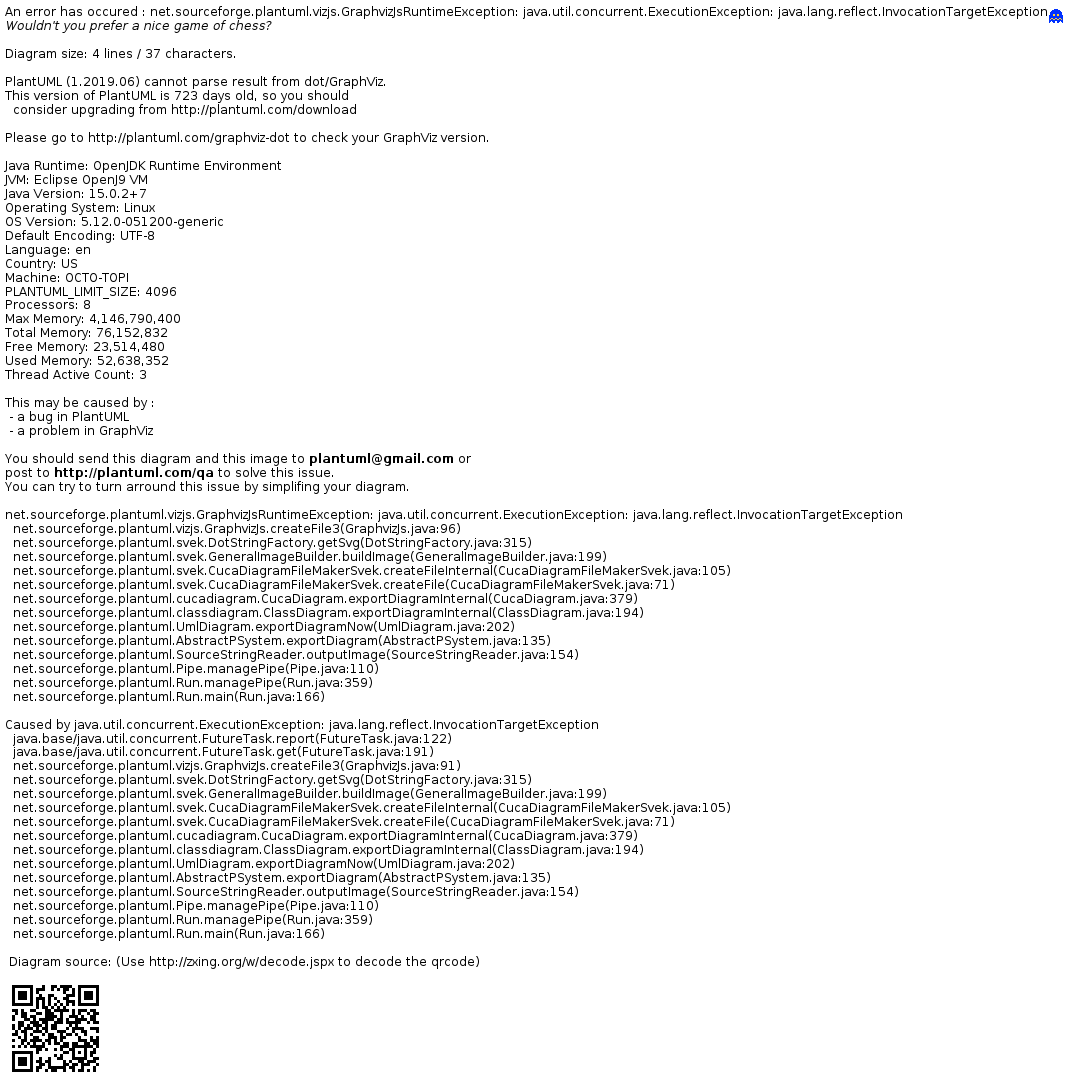 An error has occured : net.sourceforge.plantuml.vizjs.GraphvizJsRuntimeException: java.util.concurrent.ExecutionException: java.lang.reflect.InvocationTargetException
Wouldn't you prefer a nice game of chess?
Diagram size: 4 lines / 37 characters.
PlantUML (1.2019.06) cannot parse result from dot/GraphViz.
This version of PlantUML is 723 days old, so you should
consider upgrading from http://plantuml.com/download
Please go to http://plantuml.com/graphviz-dot to check your GraphViz version.
Java Runtime: OpenJDK Runtime Environment
JVM: Eclipse OpenJ9 VM
Java Version: 15.0.2+7
Operating System: Linux
OS Version: 5.12.0-051200-generic
Default Encoding: UTF-8
Language: en
Country: US
Machine: OCTO-TOPI
PLANTUML_LIMIT_SIZE: 4096
Processors: 8
Max Memory: 4,146,790,400
Total Memory: 76,152,832
Free Memory: 23,514,480
Used Memory: 52,638,352
Thread Active Count: 3
This may be caused by :
- a bug in PlantUML
- a problem in GraphViz
You should send this diagram and this image to plantuml@gmail.com or
post to http://plantuml.com/qa to solve this issue.
You can try to turn arround this issue by simplifing your diagram.
net.sourceforge.plantuml.vizjs.GraphvizJsRuntimeException: java.util.concurrent.ExecutionException: java.lang.reflect.InvocationTargetException
net.sourceforge.plantuml.vizjs.GraphvizJs.createFile3(GraphvizJs.java:96)
net.sourceforge.plantuml.svek.DotStringFactory.getSvg(DotStringFactory.java:315)
net.sourceforge.plantuml.svek.GeneralImageBuilder.buildImage(GeneralImageBuilder.java:199)
net.sourceforge.plantuml.svek.CucaDiagramFileMakerSvek.createFileInternal(CucaDiagramFileMakerSvek.java:105)
net.sourceforge.plantuml.svek.CucaDiagramFileMakerSvek.createFile(CucaDiagramFileMakerSvek.java:71)
net.sourceforge.plantuml.cucadiagram.CucaDiagram.exportDiagramInternal(CucaDiagram.java:379)
net.sourceforge.plantuml.classdiagram.ClassDiagram.exportDiagramInternal(ClassDiagram.java:194)
net.sourceforge.plantuml.UmlDiagram.exportDiagramNow(UmlDiagram.java:202)
net.sourceforge.plantuml.AbstractPSystem.exportDiagram(AbstractPSystem.java:135)
net.sourceforge.plantuml.SourceStringReader.outputImage(SourceStringReader.java:154)
net.sourceforge.plantuml.Pipe.managePipe(Pipe.java:110)
net.sourceforge.plantuml.Run.managePipe(Run.java:359)
net.sourceforge.plantuml.Run.main(Run.java:166)
Caused by java.util.concurrent.ExecutionException: java.lang.reflect.InvocationTargetException
java.base/java.util.concurrent.FutureTask.report(FutureTask.java:122)
java.base/java.util.concurrent.FutureTask.get(FutureTask.java:191)
net.sourceforge.plantuml.vizjs.GraphvizJs.createFile3(GraphvizJs.java:91)
net.sourceforge.plantuml.svek.DotStringFactory.getSvg(DotStringFactory.java:315)
net.sourceforge.plantuml.svek.GeneralImageBuilder.buildImage(GeneralImageBuilder.java:199)
net.sourceforge.plantuml.svek.CucaDiagramFileMakerSvek.createFileInternal(CucaDiagramFileMakerSvek.java:105)
net.sourceforge.plantuml.svek.CucaDiagramFileMakerSvek.createFile(CucaDiagramFileMakerSvek.java:71)
net.sourceforge.plantuml.cucadiagram.CucaDiagram.exportDiagramInternal(CucaDiagram.java:379)
net.sourceforge.plantuml.classdiagram.ClassDiagram.exportDiagramInternal(ClassDiagram.java:194)
net.sourceforge.plantuml.UmlDiagram.exportDiagramNow(UmlDiagram.java:202)
net.sourceforge.plantuml.AbstractPSystem.exportDiagram(AbstractPSystem.java:135)
net.sourceforge.plantuml.SourceStringReader.outputImage(SourceStringReader.java:154)
net.sourceforge.plantuml.Pipe.managePipe(Pipe.java:110)
net.sourceforge.plantuml.Run.managePipe(Run.java:359)
net.sourceforge.plantuml.Run.main(Run.java:166)
Diagram source: (Use http://zxing.org/w/decode.jspx to decode the qrcode)